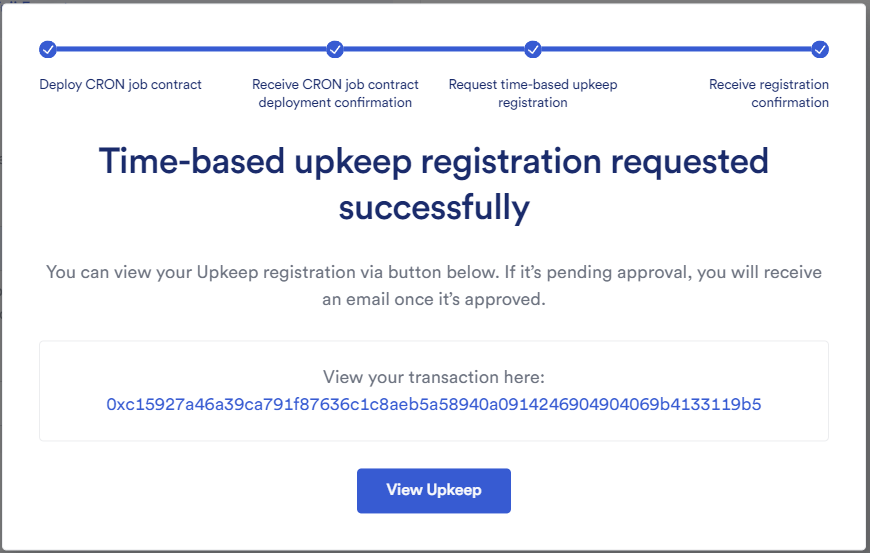 Deploy CRON job contract
Receive CRON job contract
deployment confirmation
Request time-based upkeep
registration
Receive registration
confirmation
Time-based upkeep registration requested
successfully
You can view your Upkeep registration via button below. If it’s pending approval, you will receive
an email once it’s approved.
View your transaction here:
0xc15927a46a39ca791f87636c1c8aeb5a58940a0914246904904069b4133119b5
View Upkeep